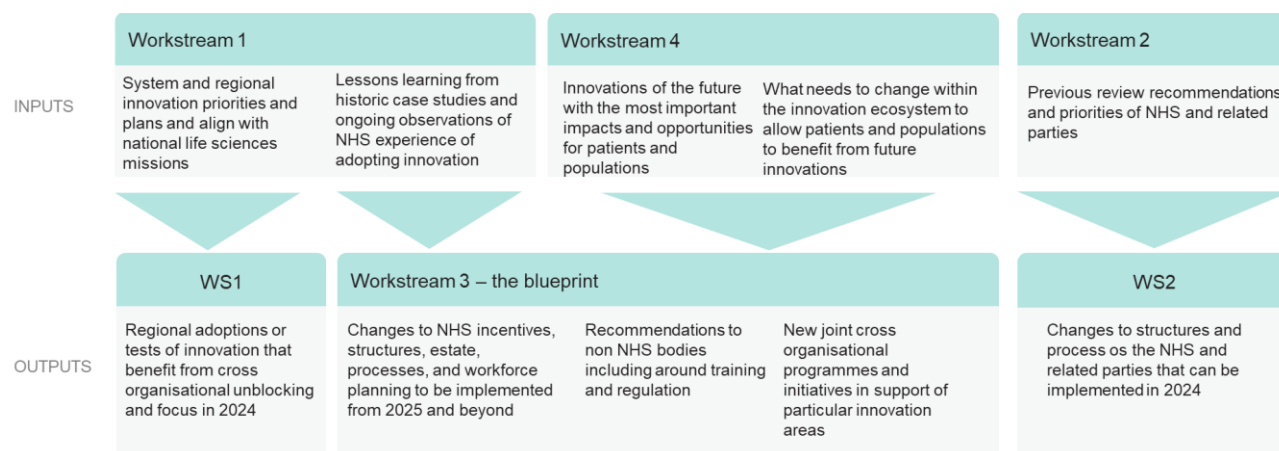 Workstream 1
Workstream 4
Workstream 2
INPUTS
System and regional
innovation priorities and
plans and align with
national life sciences
missions
Lessons learning from
historic case studies and
ongoing observations of
NHS experience of
adopting innovation
Innovations of the future
with the most important
impacts and opportunities
for patients and
populations
What needs to change within
the innovation ecosystem to
allow patients and populations
to benefit from future
innovations
Previous review recommendations
and priorities of NHS and related
parties
WS1
Workstream 3 – the blueprint
WS2
OUTPUTS
Regional adoptions or
tests of innovation that
benefit from cross
organisational unblocking
and focus in 2024
Changes to NHS incentives,
structures, estate,
processes, and workforce
planning to be implemented
from 2025 and beyond
Recommendations to
non NHS bodies
including around training
and regulation
New joint cross
organisational
programmes and
initiatives in support of
particular innovation
areas
Changes to structures and
process os the NHS and
related parties that can be
implemented in 2024